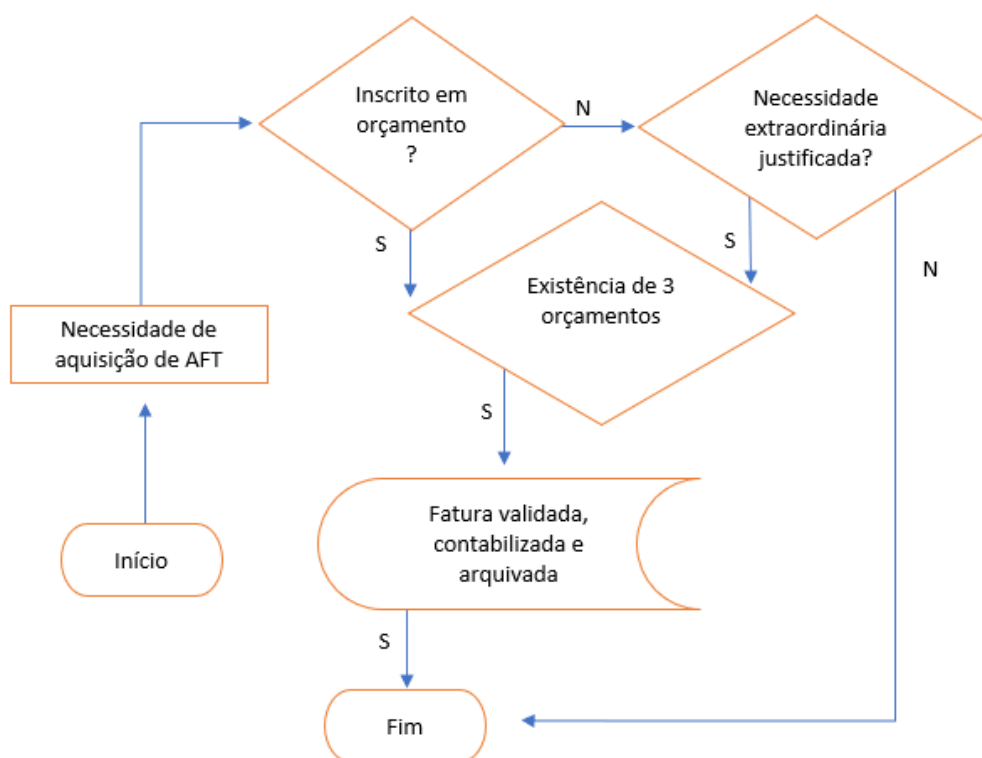 Inscrito em
orçamento
?
N
Necessidade
extraordinária
justificada?
S
S
N
Existência de 3
orçamentos
Necessidade de
aquisição de AFT
S
Fatura validada,
contabilizada e
arquivada
Início
S
Fim